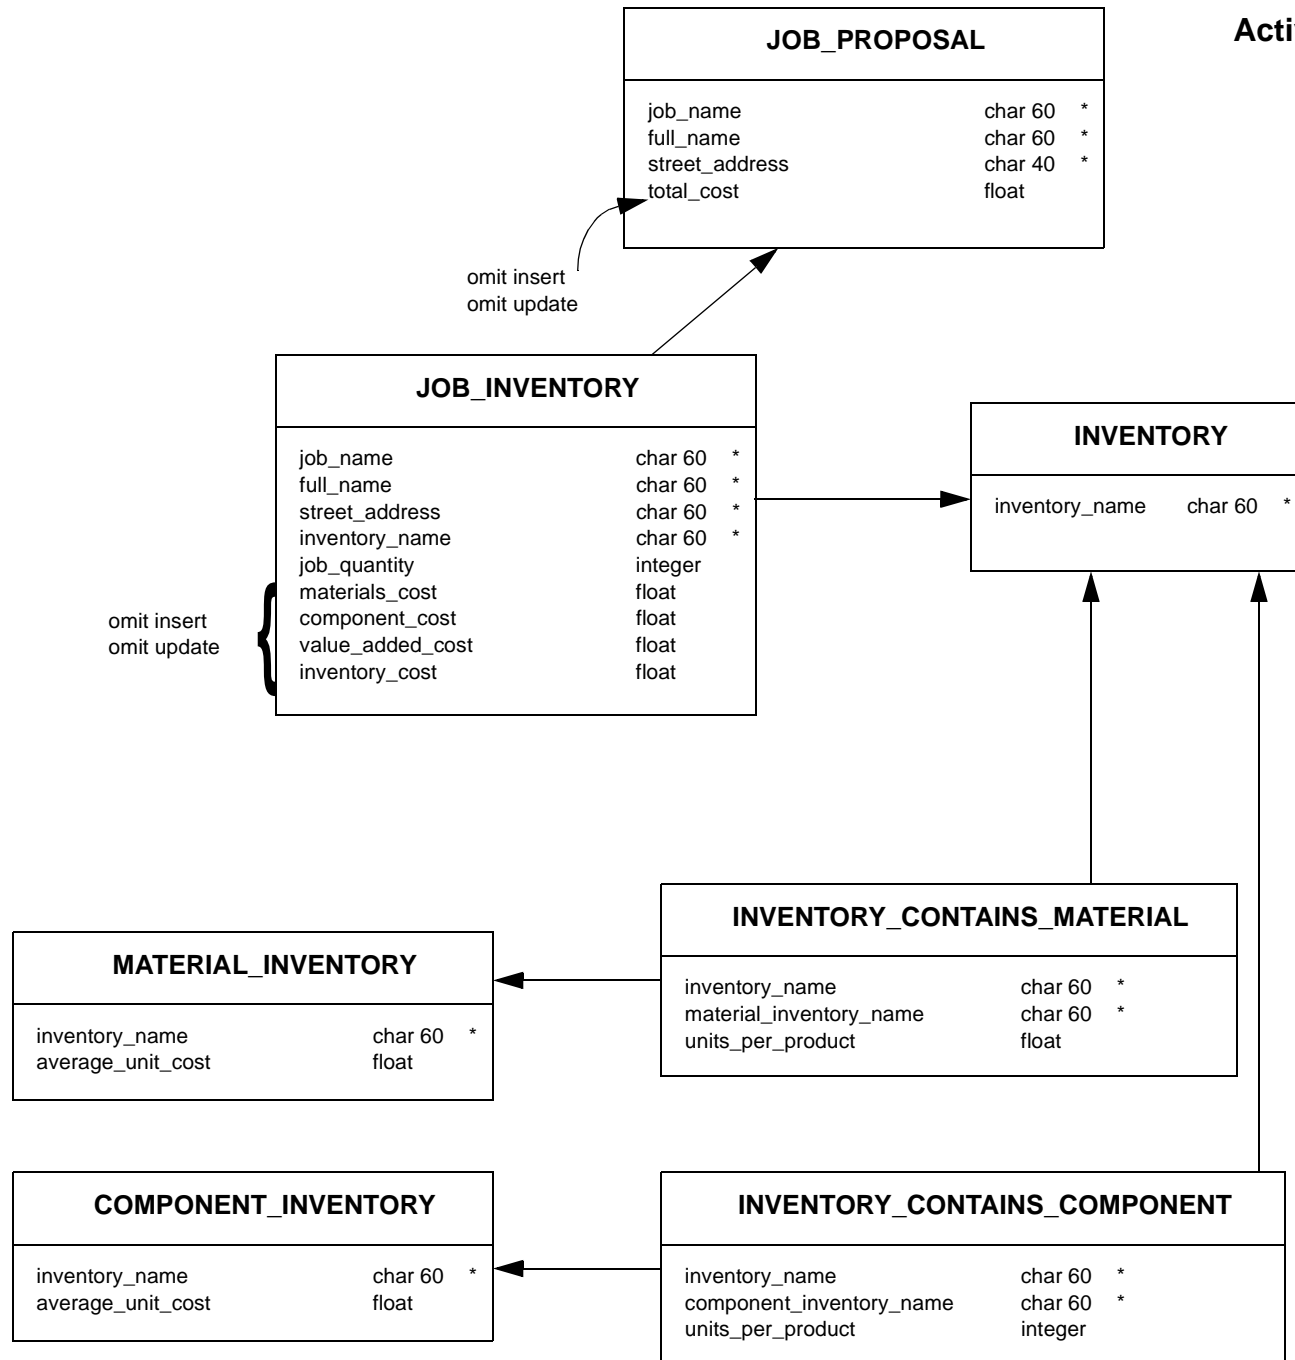 Acti
JOB_PROPOSAL
job_name char 60 *
full_name char 60 *
street_address char 40 *
total_cost float
omit insert
omit update
JOB_INVENTORY
job_name char 60 *
full_name char 60 *
street_address char 60 *
inventory_name char 60 *
job_quantity integer
materials_cost float
component_cost float
value_added_cost float
inventory_cost float
omit insert
omit update
INVENTORY
inventory_name char 60 *
INVENTORY_CONTAINS_MATERIAL
inventory_name char 60 *
material_inventory_name char 60 *
units_per_product float
MATERIAL_INVENTORY
inventory_name char 60 *
average_unit_cost float
COMPONENT_INVENTORY
inventory_name char 60 *
average_unit_cost float
INVENTORY_CONTAINS_COMPONENT
inventory_name char 60 *
component_inventory_name char 60 *
units_per_product integer